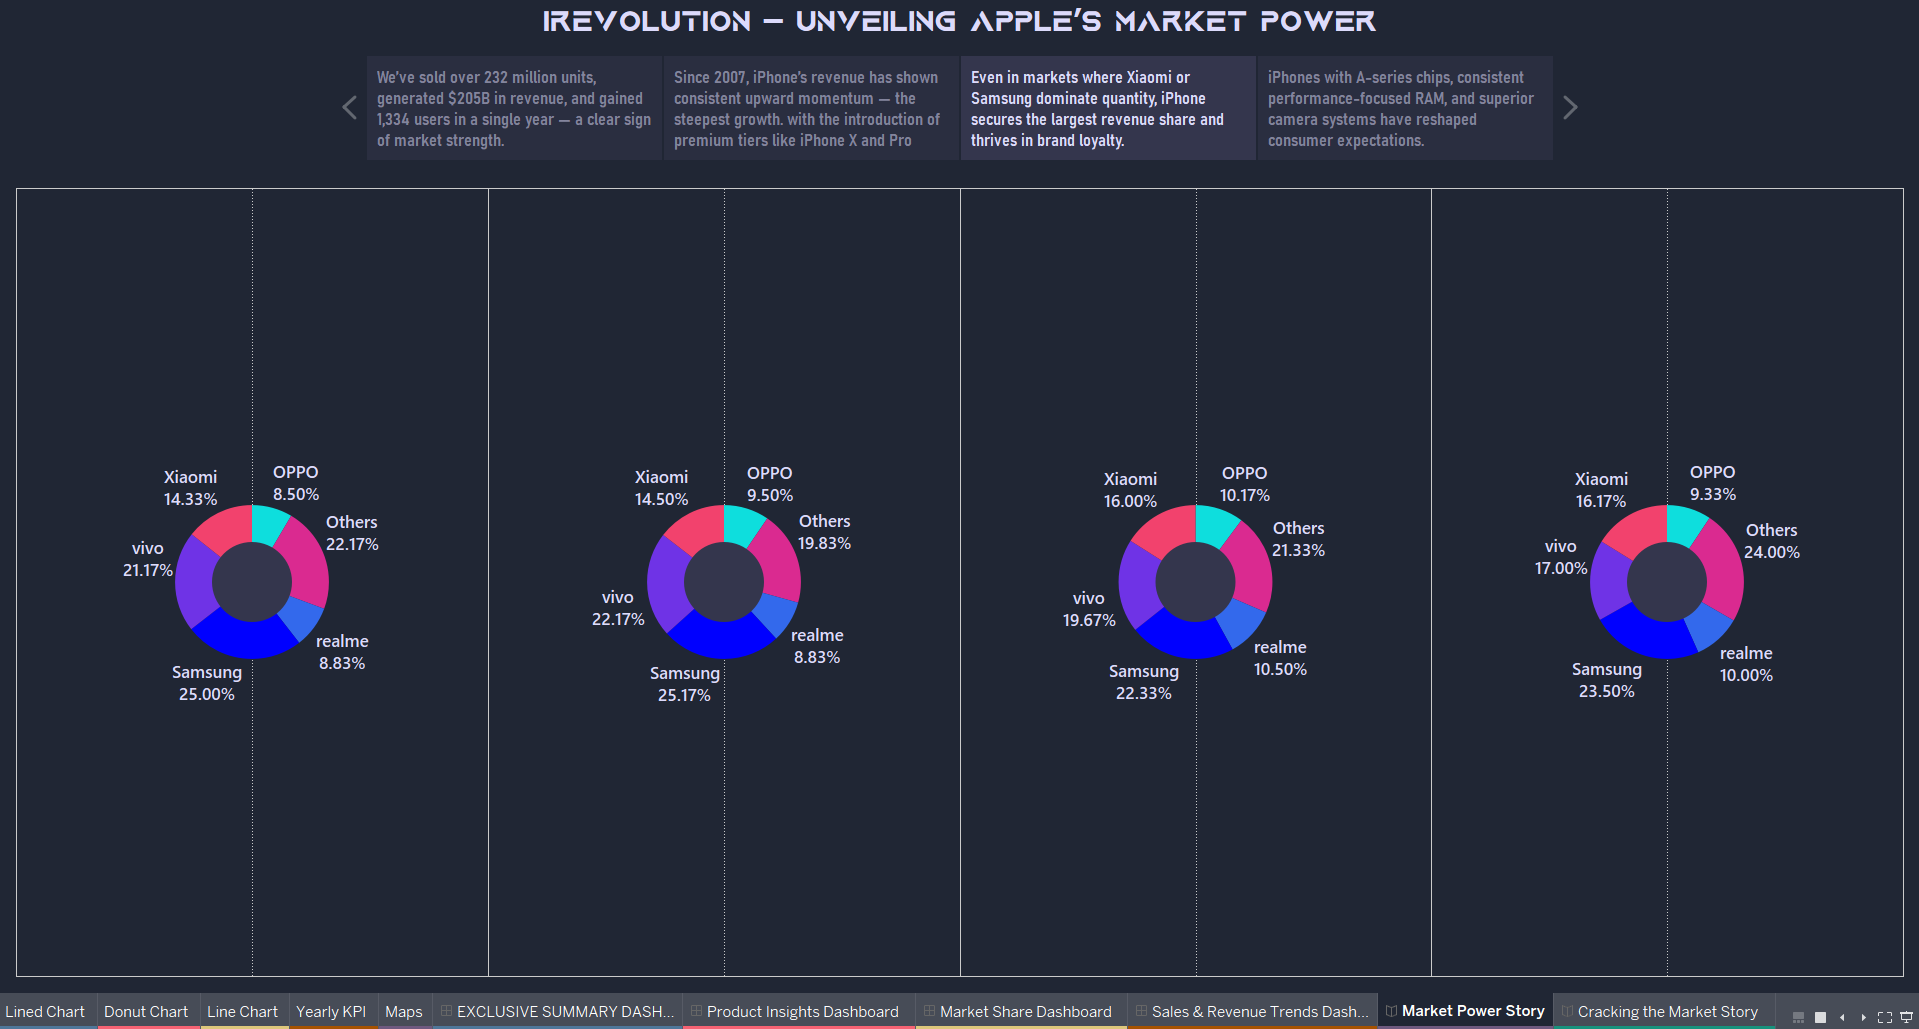 IREVOLUTION – UNVEILING APPLE'S MARKET POWER
We've sold over 232 million units,
generated $205B in revenue, and gained
1,334 users in a single year — a clear sign
of market strength.
Since 2007, iPhone's revenue has shown
consistent upward momentum — the
steepest growth. with the introduction of
premium tiers like iPhone X and Pro
Even in markets where Xiaomi or
Samsung dominate quantity, iPhone
secures the largest revenue share and
thrives in brand loyalty.
iPhones with A-series chips, consistent
performance-focused RAM, and superior
camera systems have reshaped
consumer expectations.
Xiaomi
14.33%
OPPO
8.50%
Others
22.17%
vivo
21.17%
realme
8.83%
Samsung
25.00%
Xiaomi
14.50%
OPPO
9.50%
Others
19.83%
vivo
22.17%
realme
8.83%
Samsung
25.17%
Xiaomi
16.00%
OPPO
10.17%
Others
21.33%
vivo
19.67%
realme
10.50%
Samsung
22.33%
Xiaomi
16.17%
OPPO
9.33%
Others
24.00%
vivo
17.00%
realme
10.00%
Samsung
23.50%
Lined Chart
Donut Chart
Line Chart
Yearly KPI
Maps
EXCLUSIVE SUMMARY DASH...
Product Insights Dashboard
Market Share Dashboard
Sales & Revenue Trends Dash...
Market Power Story
Cracking the Market Story